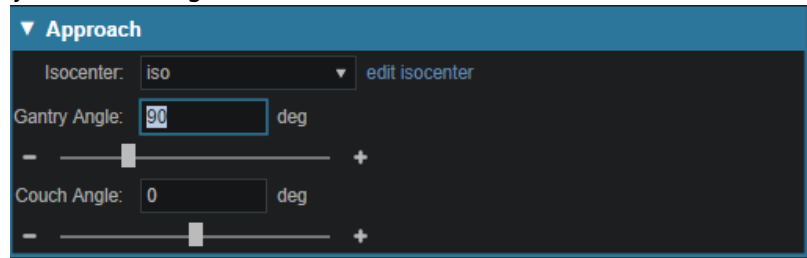 ▼ Approach
Isocenter: iso ▼ edit isocenter
Gantry Angle: 90 deg
- +
Couch Angle: 0 deg
- +